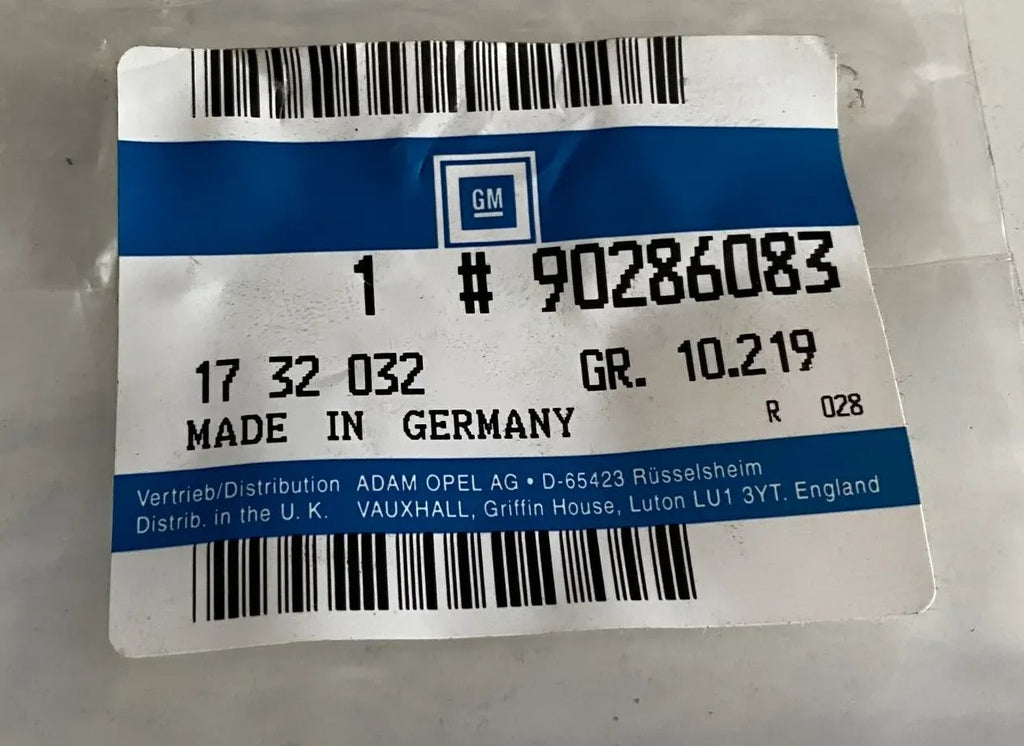 GM
1 # 90286083
17 32 032 GR. 10.219
MADE IN GERMANY R 028
Vertrieb/Distribution ADAM OPEL AG • D-65423 Rüsselsheim
Distrib. in the U. K. VAUXHALL, Griffin House, Luton LU1 3YT. England